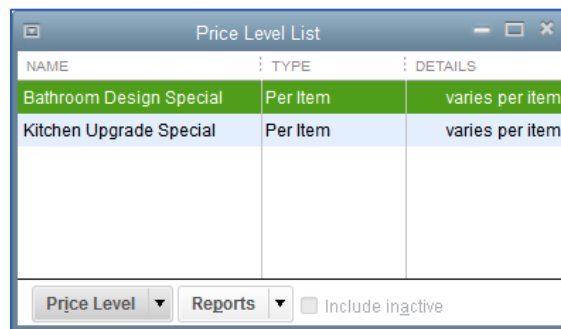 Price Level List
NAME TYPE DETAILS
Bathroom Design Special Per Item varies per item
Kitchen Upgrade Special Per Item varies per item
Price Level Reports Include inactive